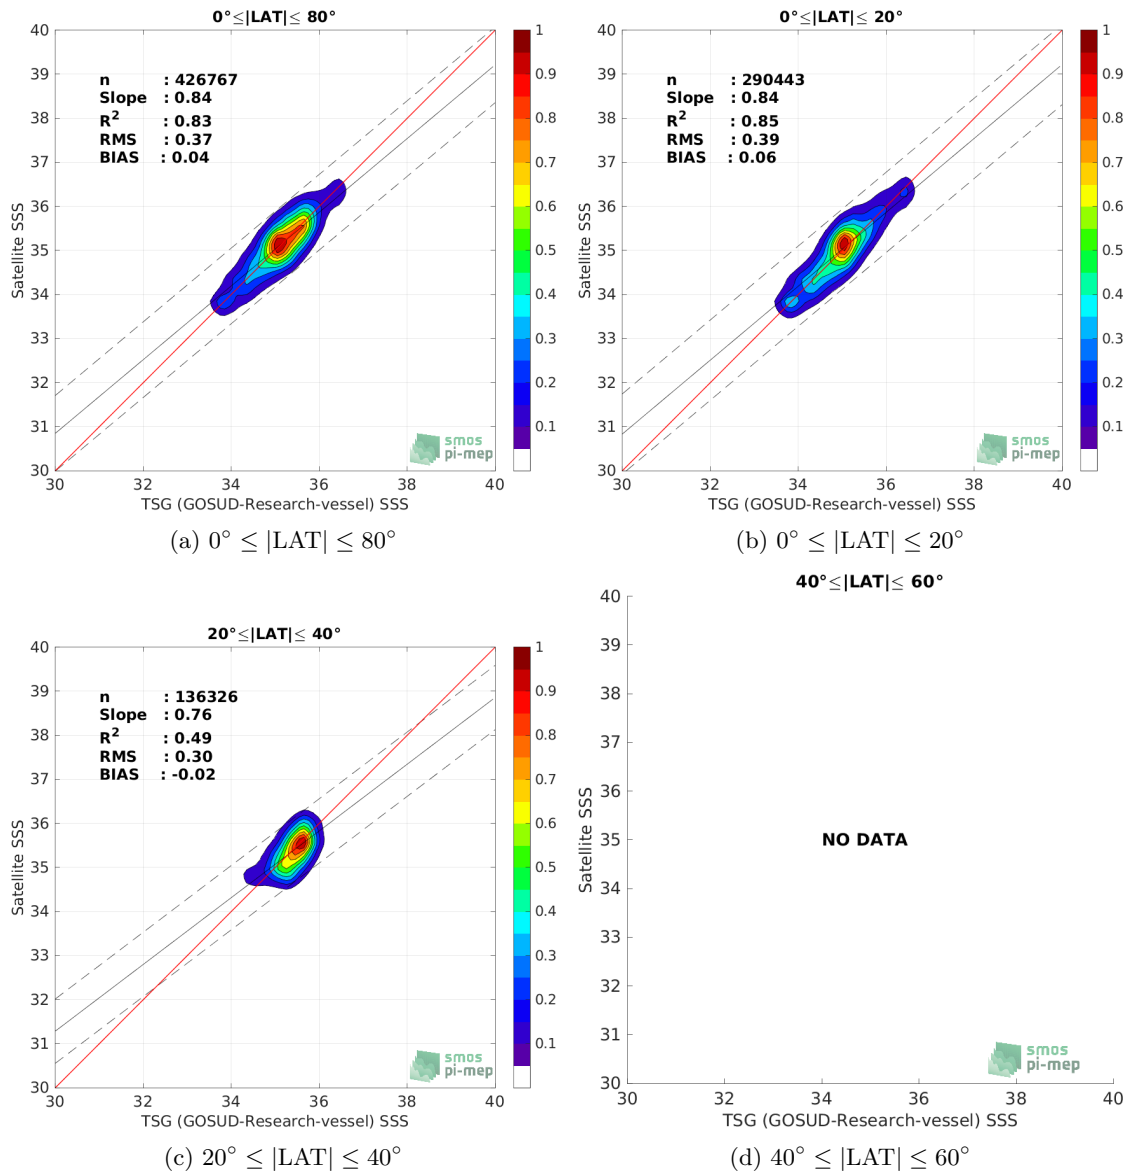 0°≤|LAT|≤ 80°
40
39
38
37
36
35
34
33
32
31
30
Satellite SSS
n : 426767
Slope : 0.84
R² : 0.83
RMS : 0.37
BIAS : 0.04
smos
pi-mep
30 32 34 36 38 40
TSG (GOSUD-Research-vessel) SSS
1
0.9
0.8
0.7
0.6
0.5
0.4
0.3
0.2
0.1
(a) 0° ≤ |LAT| ≤ 80°
0°≤|LAT|≤ 20°
40
39
38
37
36
35
34
33
32
31
30
Satellite SSS
n : 290443
Slope : 0.84
R² : 0.85
RMS : 0.39
BIAS : 0.06
smos
pi-mep
30 32 34 36 38 40
TSG (GOSUD-Research-vessel) SSS
1
0.9
0.8
0.7
0.6
0.5
0.4
0.3
0.2
0.1
(b) 0° ≤ |LAT| ≤ 20°
20°≤|LAT|≤ 40°
40
39
38
37
36
35
34
33
32
31
30
Satellite SSS
n : 136326
Slope : 0.76
R² : 0.49
RMS : 0.30
BIAS : -0.02
smos
pi-mep
30 32 34 36 38 40
TSG (GOSUD-Research-vessel) SSS
1
0.9
0.8
0.7
0.6
0.5
0.4
0.3
0.2
0.1
(c) 20° ≤ |LAT| ≤ 40°
40°≤|LAT|≤ 60°
40
39
38
37
36
35
34
33
32
31
30
Satellite SSS
NO DATA
smos
pi-mep
30 32 34 36 38 40
TSG (GOSUD-Research-vessel) SSS
(d) 40° ≤ |LAT| ≤ 60°